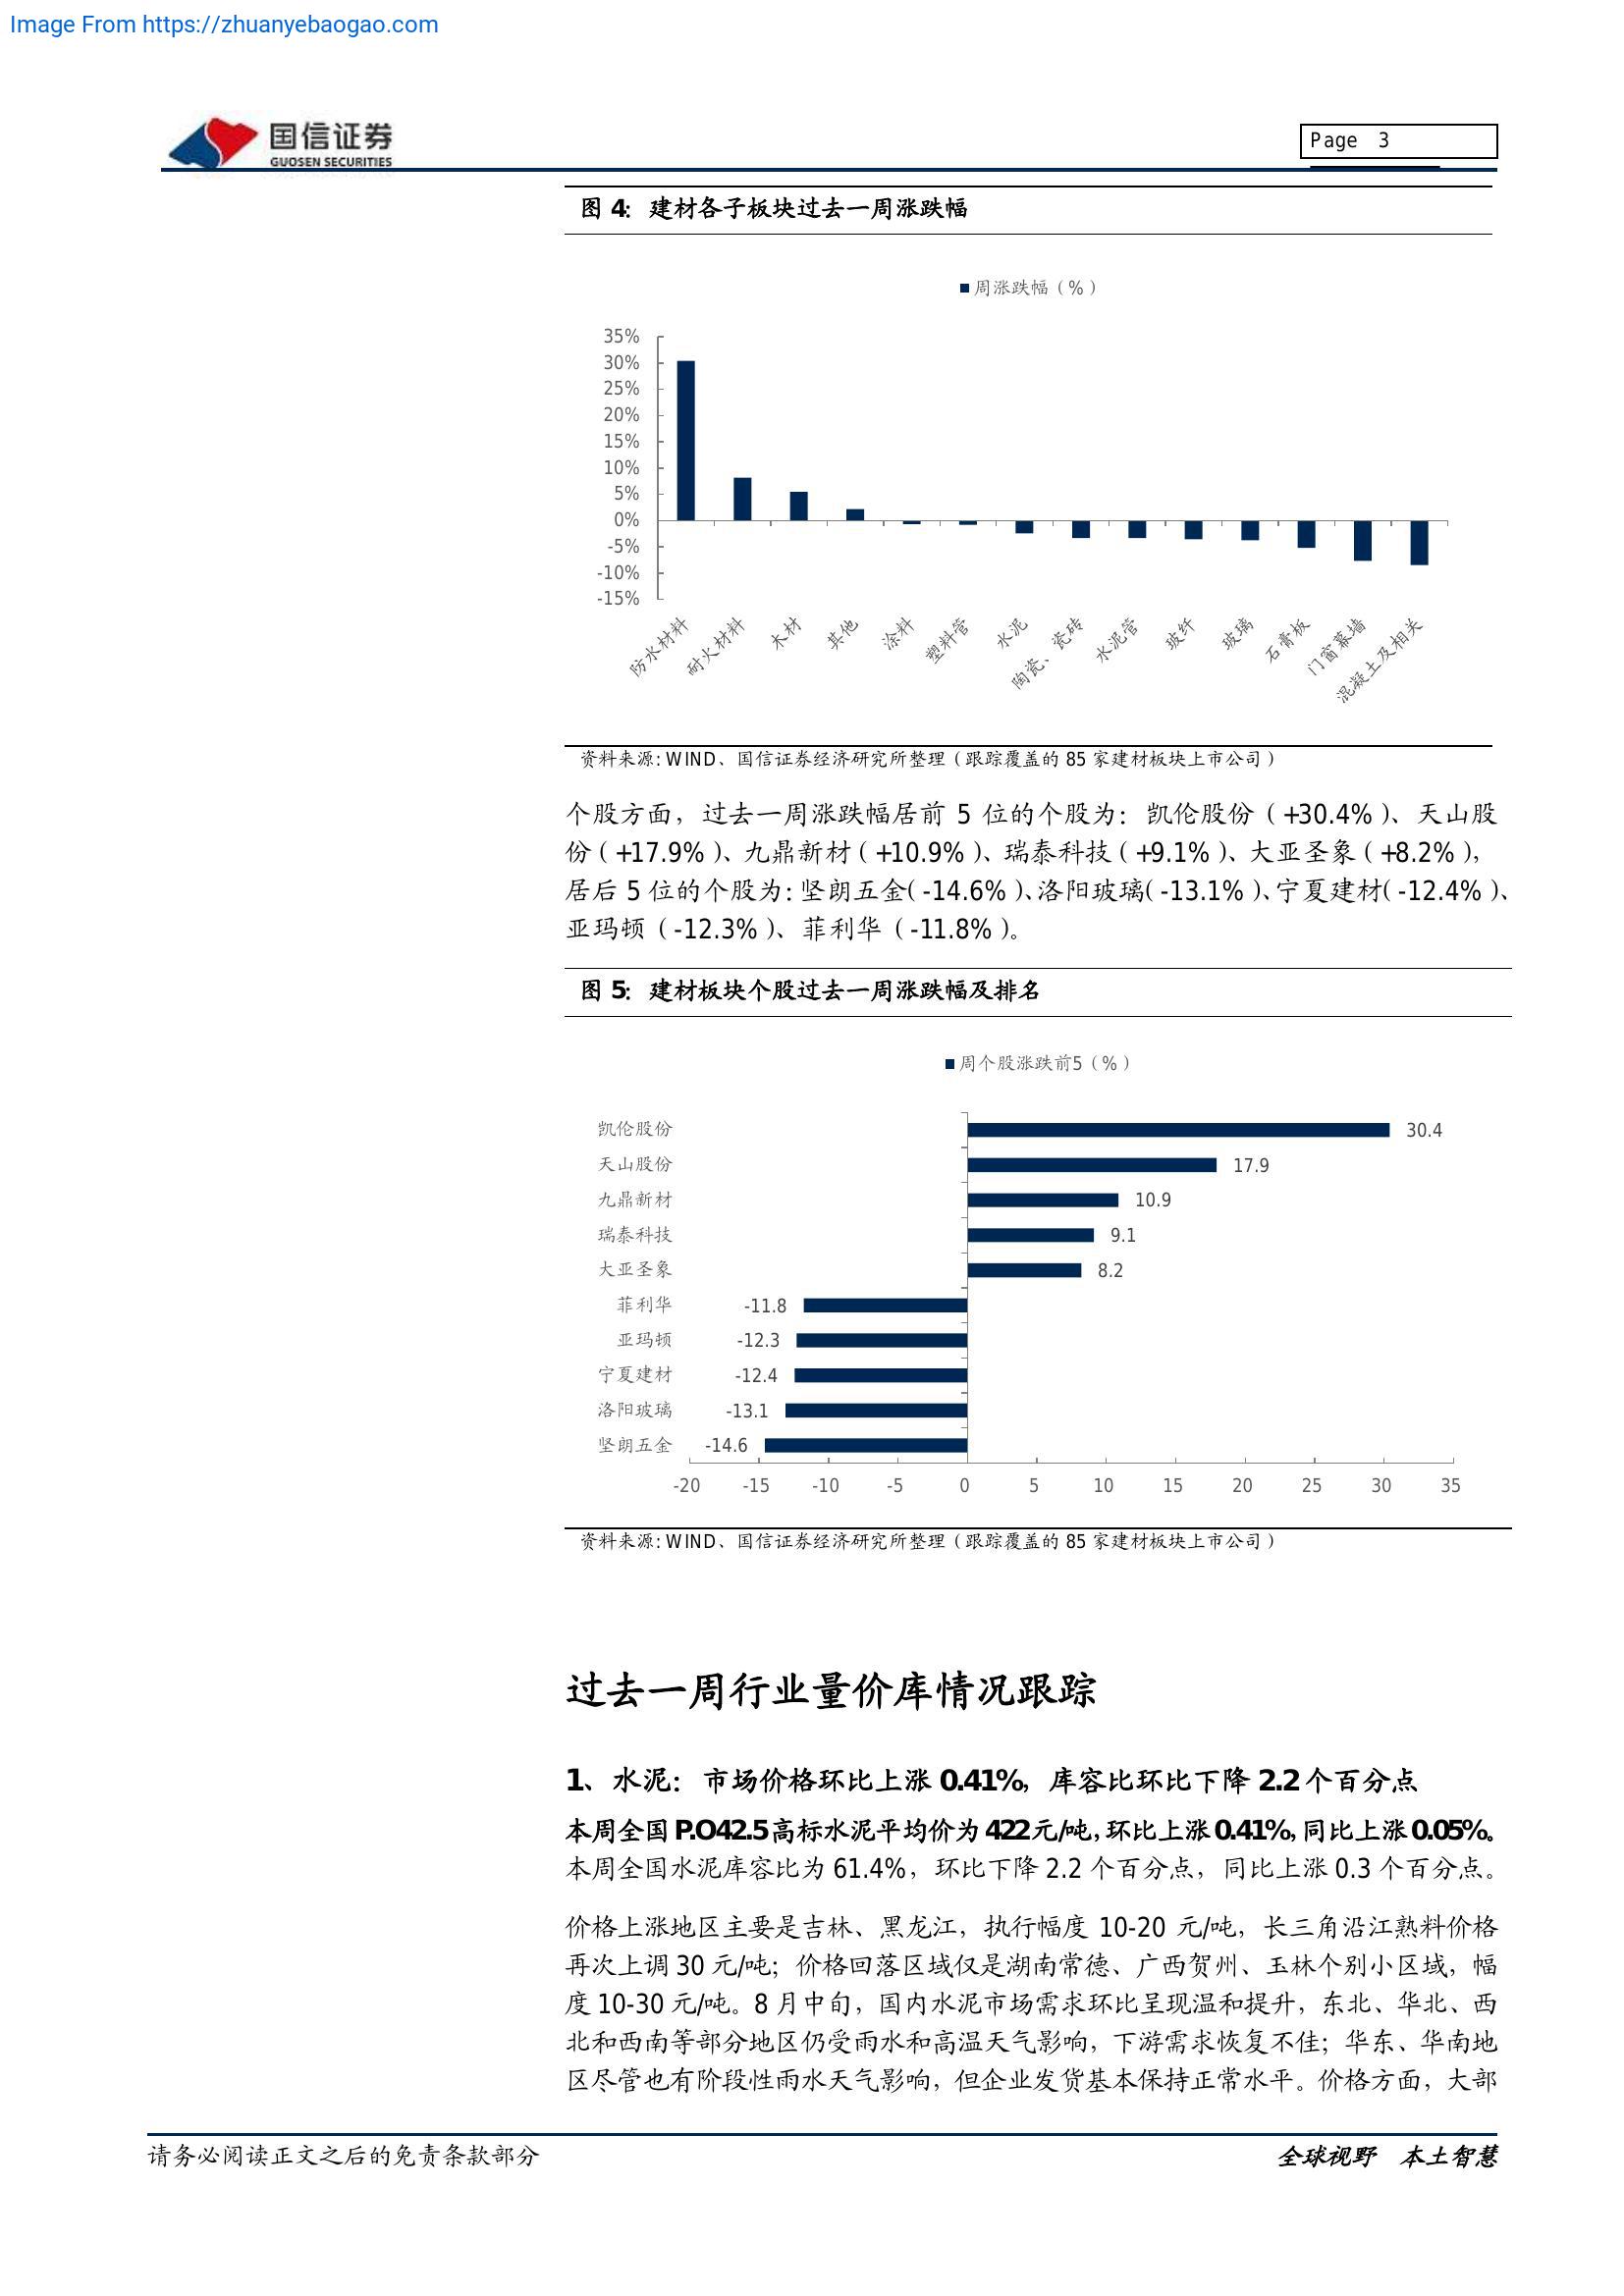 Image From https://zhuanyebaogao.com
国信证券
GUOSEN SECURITIES
Page 3
图 4: 建材各子板块过去一周涨跌幅
周涨跌幅（%）
35%
30%
25%
20%
15%
10%
5%
0%
-5%
-10%
-15%
防水材料
耐火材料
木材
其他
涂料
塑料管
水泥
陶瓷、瓷砖
水泥管
玻纤
玻璃
石膏板
门窗幕墙
混凝土及相关
资料来源: WIND、国信证券经济研究所整理（跟踪覆盖的 85 家建材板块上市公司）
个股方面，过去一周涨跌幅居前 5 位的个股为：凯伦股份（+30.4%）、天山股
份（+17.9%）、九鼎新材（+10.9%）、瑞泰科技（+9.1%）、大亚圣象（+8.2%），
居后 5 位的个股为：坚朗五金（-14.6%）、洛阳玻璃（-13.1%）、宁夏建材（-12.4%）、
亚玛顿（-12.3%）、菲利华（-11.8%）。
图 5: 建材板块个股过去一周涨跌幅及排名
周个股涨跌前5（%）
凯伦股份 30.4
天山股份 17.9
九鼎新材 10.9
瑞泰科技 9.1
大亚圣象 8.2
菲利华 -11.8
亚玛顿 -12.3
宁夏建材 -12.4
洛阳玻璃 -13.1
坚朗五金 -14.6
-20 -15 -10 -5 0 5 10 15 20 25 30 35
资料来源: WIND、国信证券经济研究所整理（跟踪覆盖的 85 家建材板块上市公司）
过去一周行业量价库情况跟踪
1、水泥：市场价格环比上涨 0.41%，库容比环比下降 2.2 个百分点
本周全国 P.O42.5 高标水泥平均价为 422 元/吨，环比上涨 0.41%，同比上涨 0.05%。
本周全国水泥库容比为 61.4%，环比下降 2.2 个百分点，同比上涨 0.3 个百分点。
价格上涨地区主要是吉林、黑龙江，执行幅度 10-20 元/吨，长三角沿江熟料价格
再次上调 30 元/吨；价格回落区域仅是湖南常德、广西贺州、玉林个别小区域，幅
度 10-30 元/吨。8 月中旬，国内水泥市场需求环比呈现温和提升，东北、华北、西
北和西南等部分地区仍受雨水和高温天气影响，下游需求恢复不佳；华东、华南地
区尽管也有阶段性雨水天气影响，但企业发货基本保持正常水平。价格方面，大部
请务必阅读正文之后的免责条款部分
全球视野 本土智慧